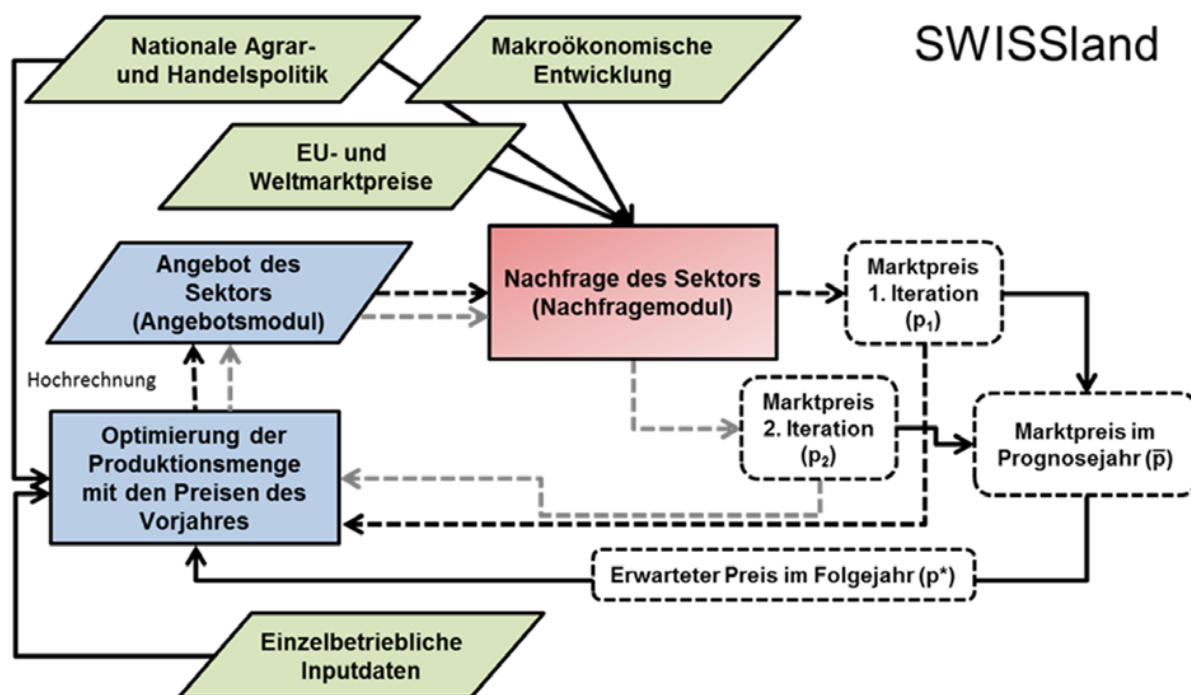 SWISSland
Nationale Agrar-
und Handelspolitik
Makroökonomische
Entwicklung
EU- und
Weltmarktpreise
Angebot des
Sektors
(Angebotsmodul)
Nachfrage des Sektors
(Nachfragemodul)
Marktpreis
1. Iteration
(p₁)
Hochrechnung
Marktpreis
2. Iteration
(p₂)
Marktpreis im
Prognosejahr (p̅)
Optimierung der
Produktionsmenge
mit den Preisen des
Vorjahres
Erwarteter Preis im Folgejahr (p*)
Einzelbetriebliche
Inputdaten